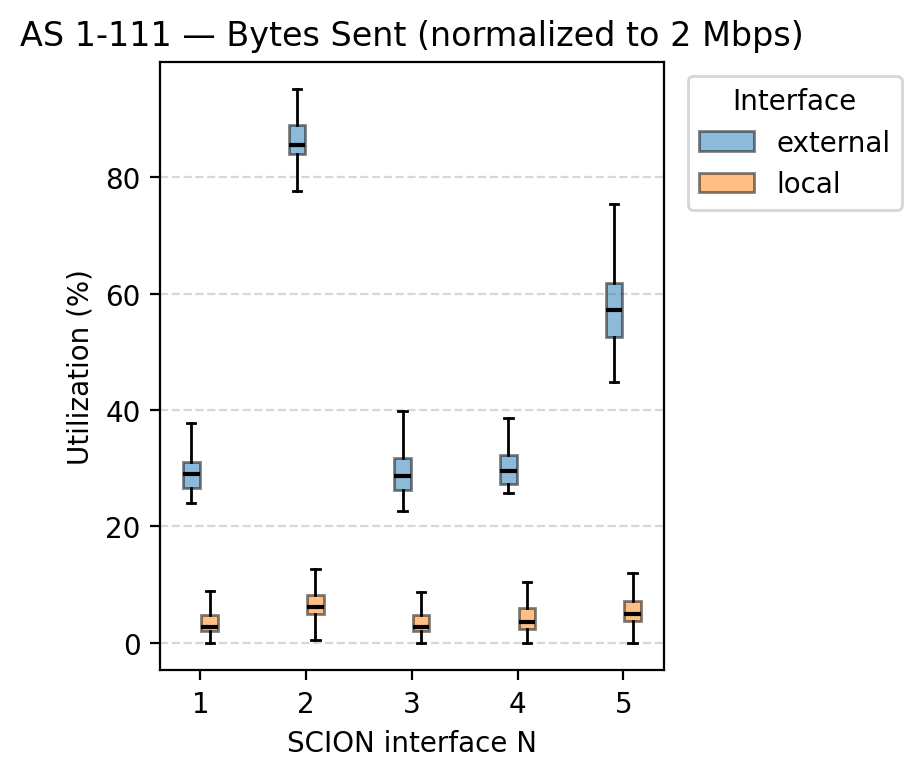 AS 1-111 — Bytes Sent (normalized to 2 Mbps)
Interface
external
local
Utilization (%)
80
60
40
20
0
1 2 3 4 5
SCION interface N